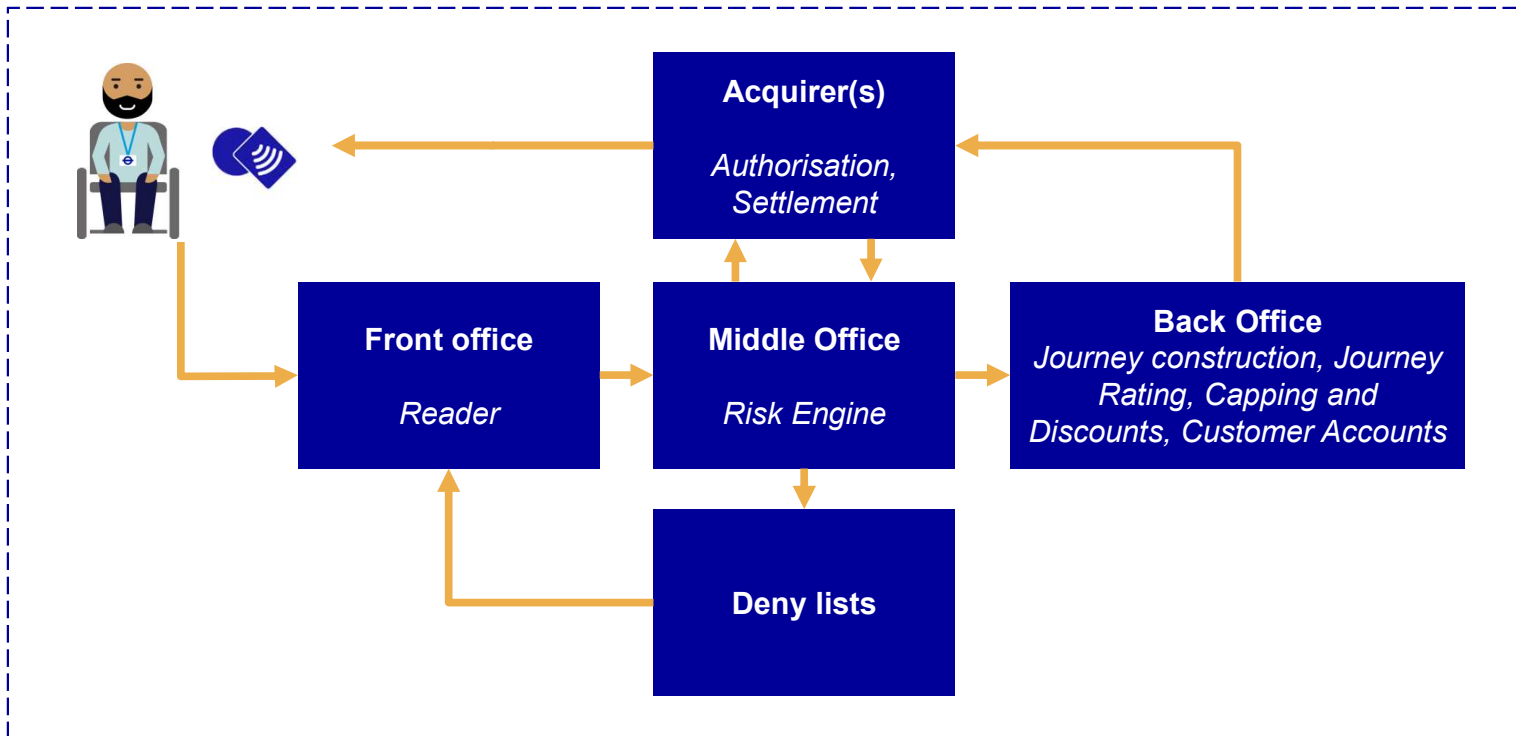 Acquirer(s)
Authorisation,
Settlement
Front office
Reader
Middle Office
Risk Engine
Back Office
Journey construction, Journey
Rating, Capping and
Discounts, Customer Accounts
Deny lists